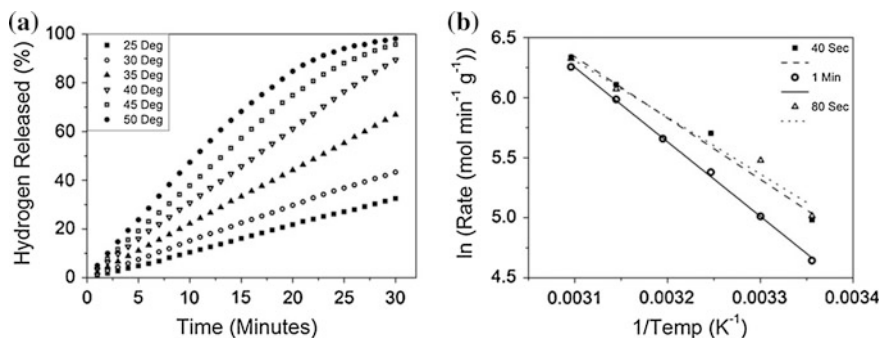 (a)
100
80
60
40
20
0
Hydrogen Released (%)
25 Deg
30 Deg
35 Deg
40 Deg
45 Deg
50 Deg
0 5 10 15 20 25 30
Time (Minutes)
(b)
6.5
6.0
5.5
5.0
4.5
ln (Rate (mol min⁻¹ g⁻¹))
40 Sec
1 Min
80 Sec
0.0031 0.0032 0.0033 0.0034
1/Temp (K⁻¹)